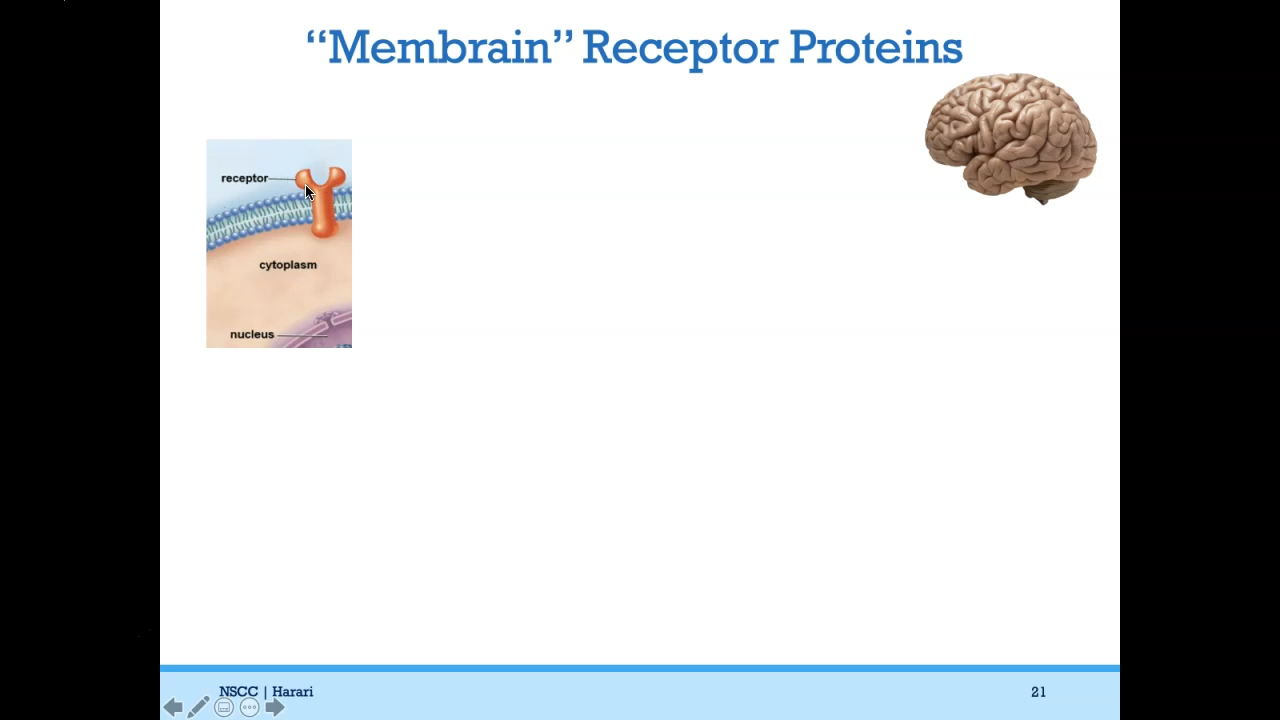 “Membrain” Receptor Proteins
receptor
cytoplasm
nucleus
NSCC | Harari
21